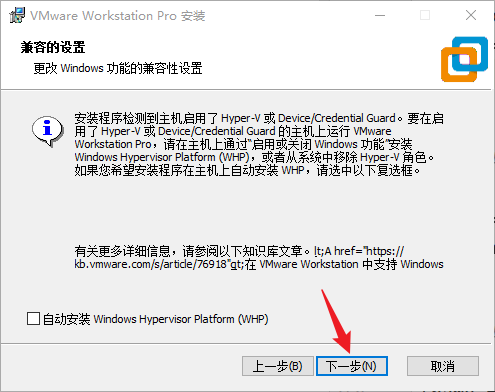 VMware Workstation Pro 安装
兼容的设置
更改 Windows 功能的兼容性设置
安装程序检测到主机启用了 Hyper-V 或 Device/Credential Guard。要在启
用了 Hyper-V 或 Device/Credential Guard 的主机上运行 VMware
Workstation Pro，请在主机上通过“启用或关闭 Windows 功能”安装
Windows Hypervisor Platform (WHP)，或者从系统中移除 Hyper-V 角色。
如果您希望安装程序在主机上自动安装 WHP，请选中以下复选框。
有关更多详细信息，请参阅以下知识库文章。lt;A href="https://
kb.vmware.com/s/article/76918"gt;在 VMware Workstation 中支持 Windows
自动安装 Windows Hypervisor Platform (WHP)
上一步(B) 下一步(N) 取消